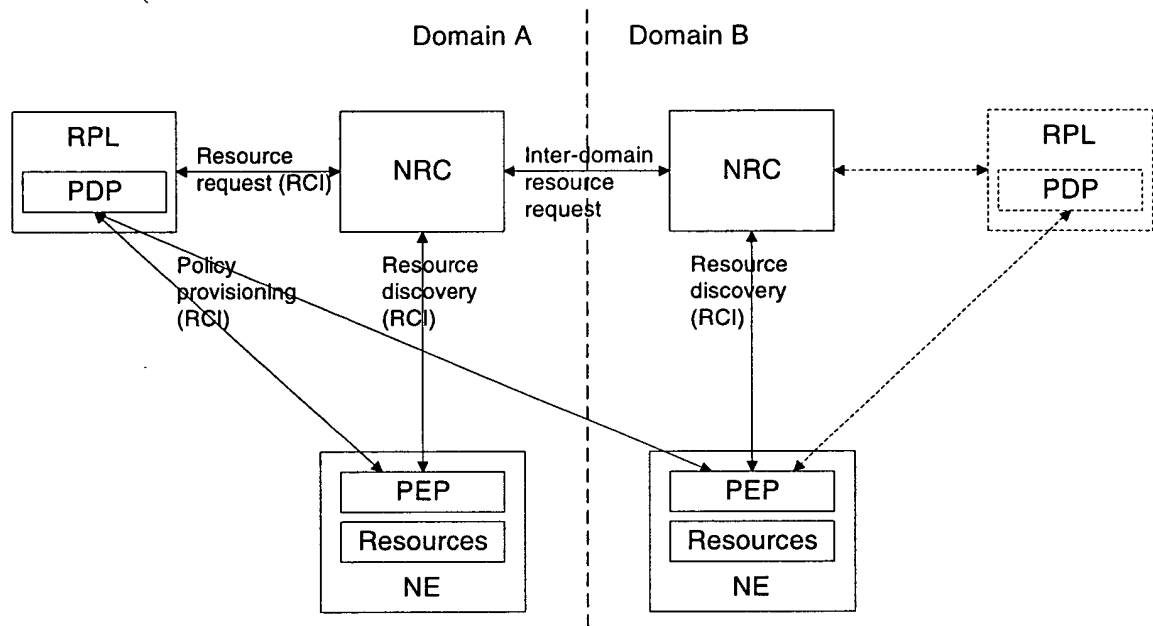 Domain A
Domain B
RPL
PDP
Resource
request (RCI)
NRC
Inter-domain
resource
request
NRC
RPL
PDP
Policy
provisioning
(RCI)
Resource
discovery
(RCI)
Resource
discovery
(RCI)
PEP
Resources
NE
PEP
Resources
NE